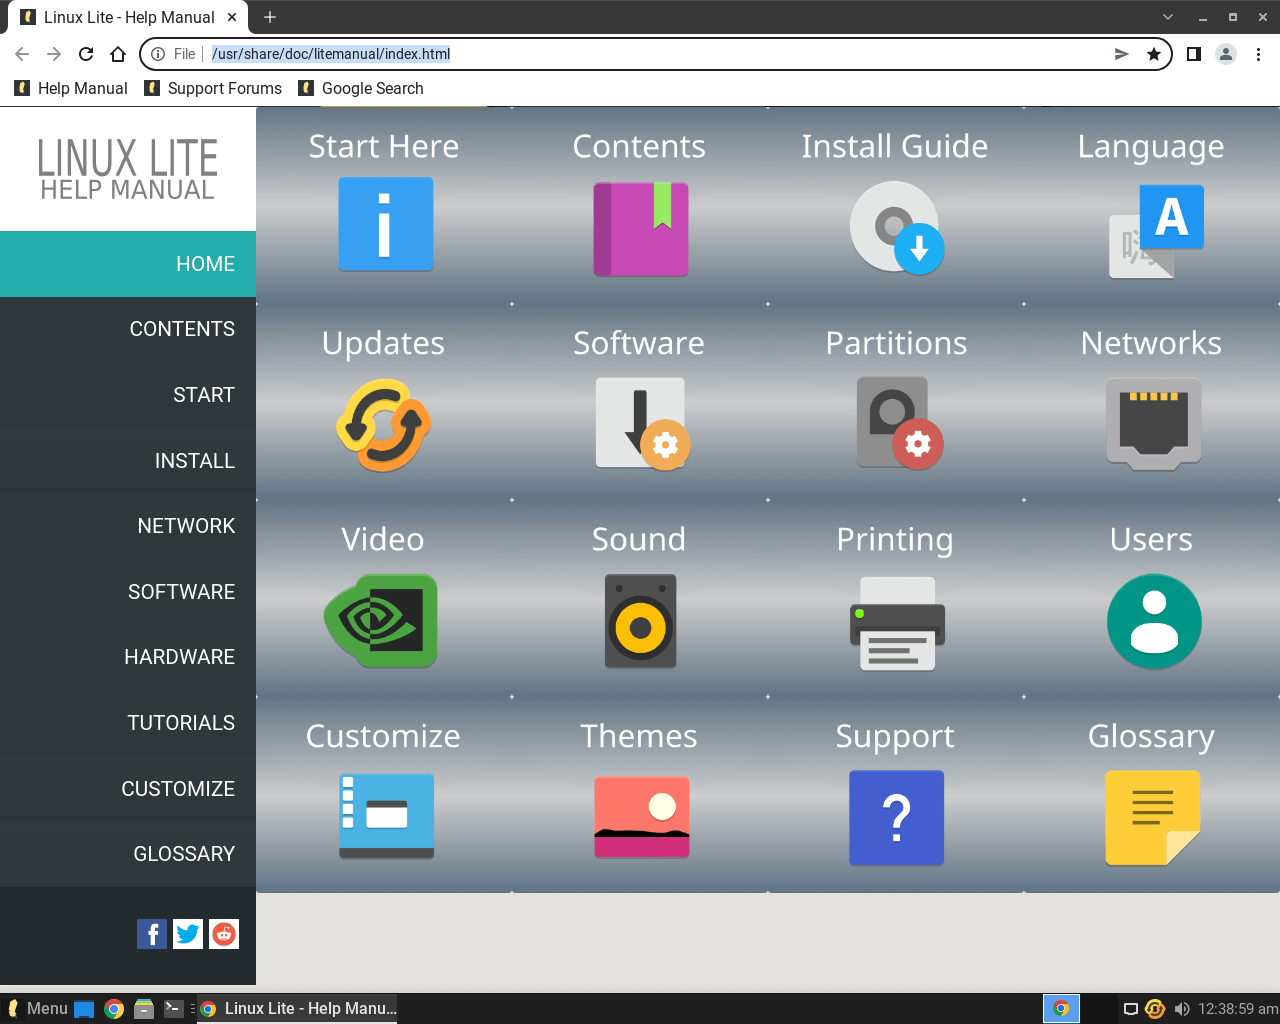 Linux Lite - Help Manual
File /usr/share/doc/litemanual/index.html
Help Manual Support Forums Google Search
LINUX LITE
HELP MANUAL
HOME
CONTENTS
START
INSTALL
NETWORK
SOFTWARE
HARDWARE
TUTORIALS
CUSTOMIZE
GLOSSARY
Start Here Contents Install Guide Language
A
Updates Software Partitions Networks
Video Sound Printing Users
Customize Themes Support Glossary
?
Menu Linux Lite - Help Manu... 12:38:59 am